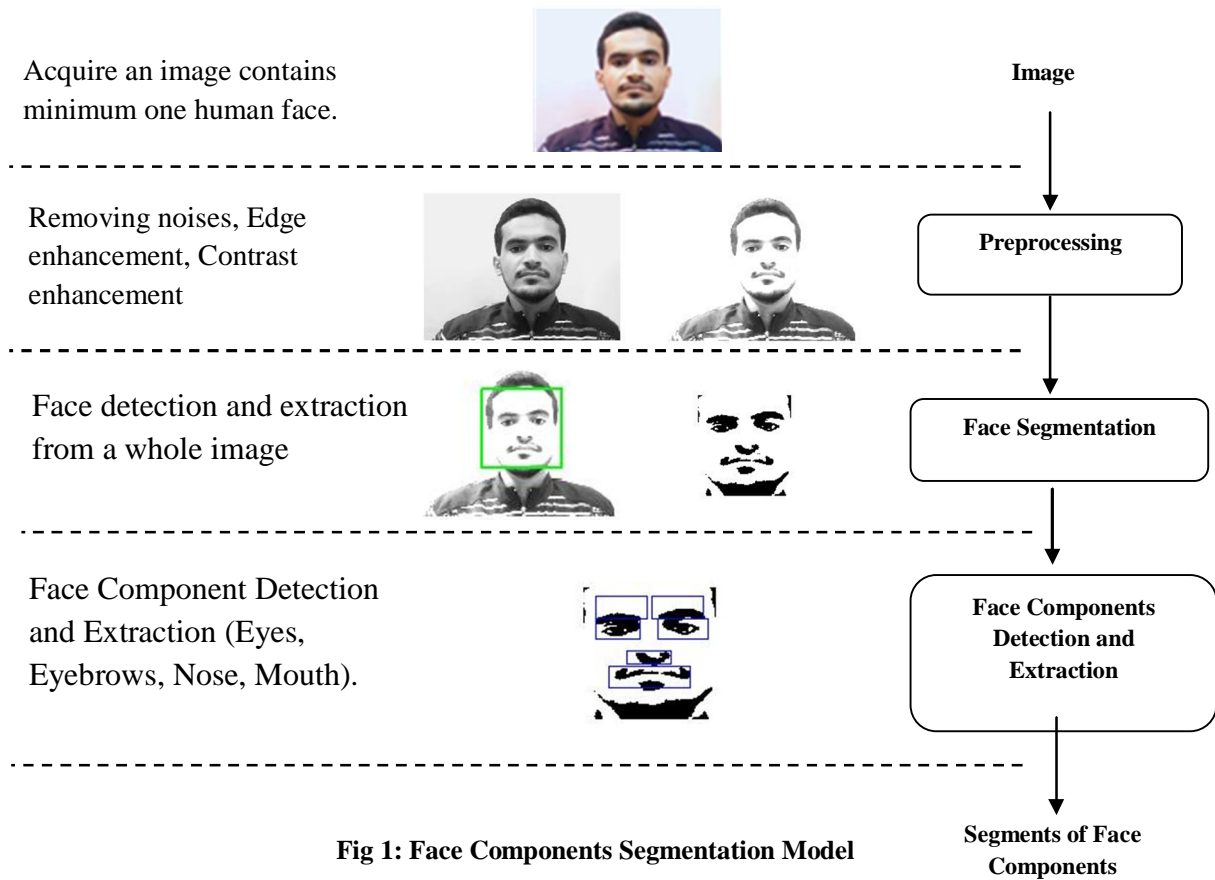 Acquire an image contains
minimum one human face.
Image
Removing noises, Edge
enhancement, Contrast
enhancement
Preprocessing
Face detection and extraction
from a whole image
Face Segmentation
Face Component Detection
and Extraction (Eyes,
Eyebrows, Nose, Mouth).
Face Components
Detection and
Extraction
Fig 1: Face Components Segmentation Model
Segments of Face
Components